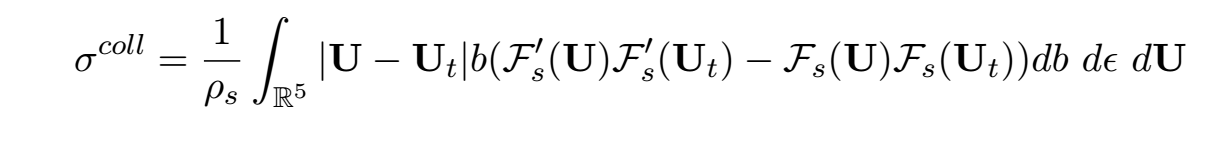 $\sigma^{coll} = \frac{1}{\rho_s} \int_{\mathbb{R}^5} |\mathbf{U} - \mathbf{U}_t| b (\mathcal{F}_s'(\mathbf{U}) \mathcal{F}_s'(\mathbf{U}_t) - \mathcal{F}_s(\mathbf{U}) \mathcal{F}_s(\mathbf{U}_t)) db \ d\epsilon \ d\mathbf{U}$